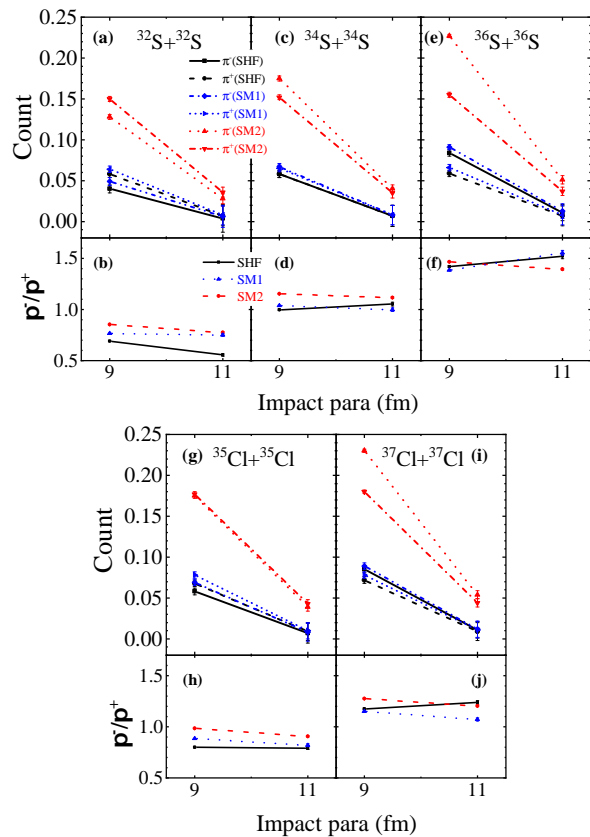 0.25
(a) ³²S+³²S (c) ³⁴S+³⁴S (e) ³⁶S+³⁶S
0.20
π⁻(SHF)
π⁺(SHF)
0.15
π⁻(SM1)
π⁺(SM1)
0.10
π⁻(SM2)
π⁺(SM2)
0.05
0.00
Count
1.5
(b) SHF (d) (f)
SM1
1.0
SM2
0.5
p⁻/p⁺
9 11 9 11 9 11
Impact para (fm)
0.25
(g) ³⁵Cl+³⁵Cl ³⁷Cl+³⁷Cl (i)
0.20
0.15
0.10
0.05
0.00
Count
1.5
(h) (j)
1.0
0.5
p⁻/p⁺
9 11 9 11
Impact para (fm)